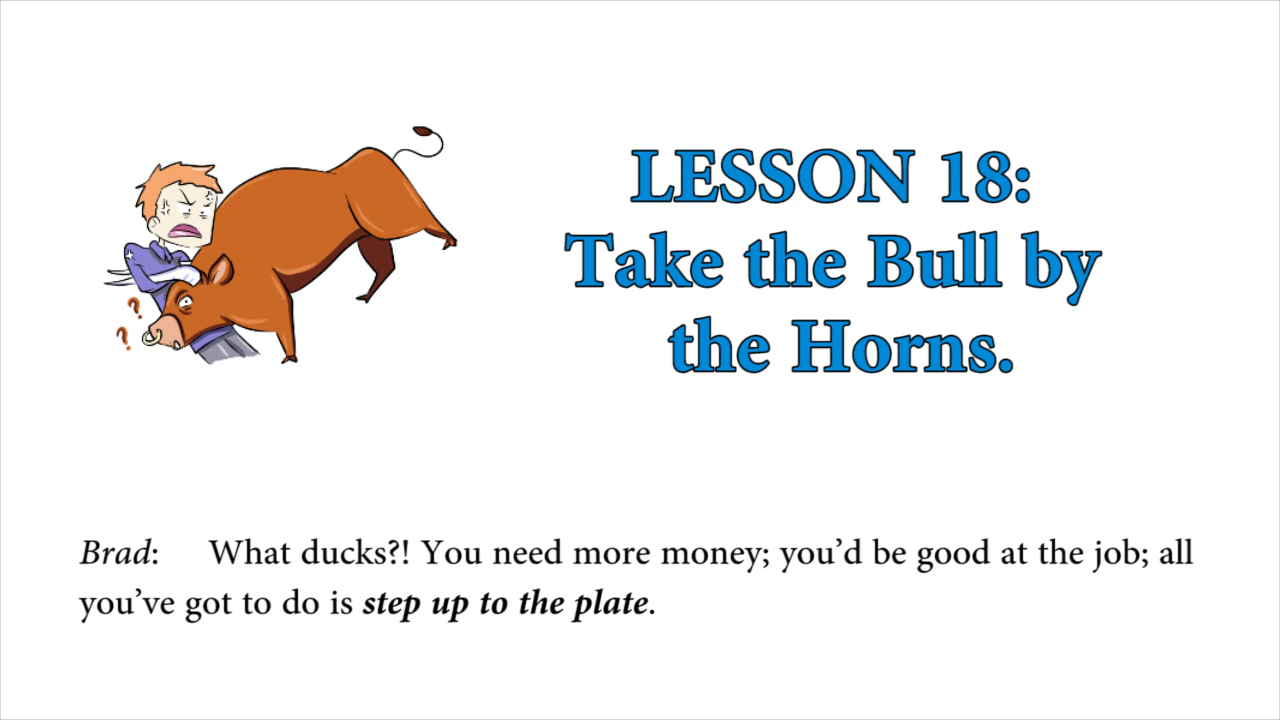 LESSON 18:
Take the Bull by
the Horns.
? ?
Brad: What ducks?! You need more money; you’d be good at the job; all
you’ve got to do is step up to the plate.